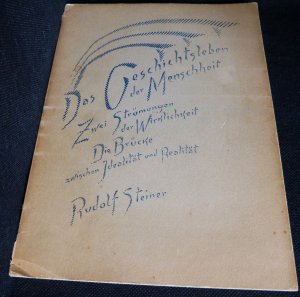 Das Geschichtsleben
der Menschheit
Zwei Strömungen
der Wirklichkeit
Die Brücke
zwischen Idealität und Realität
Rudolf Steiner